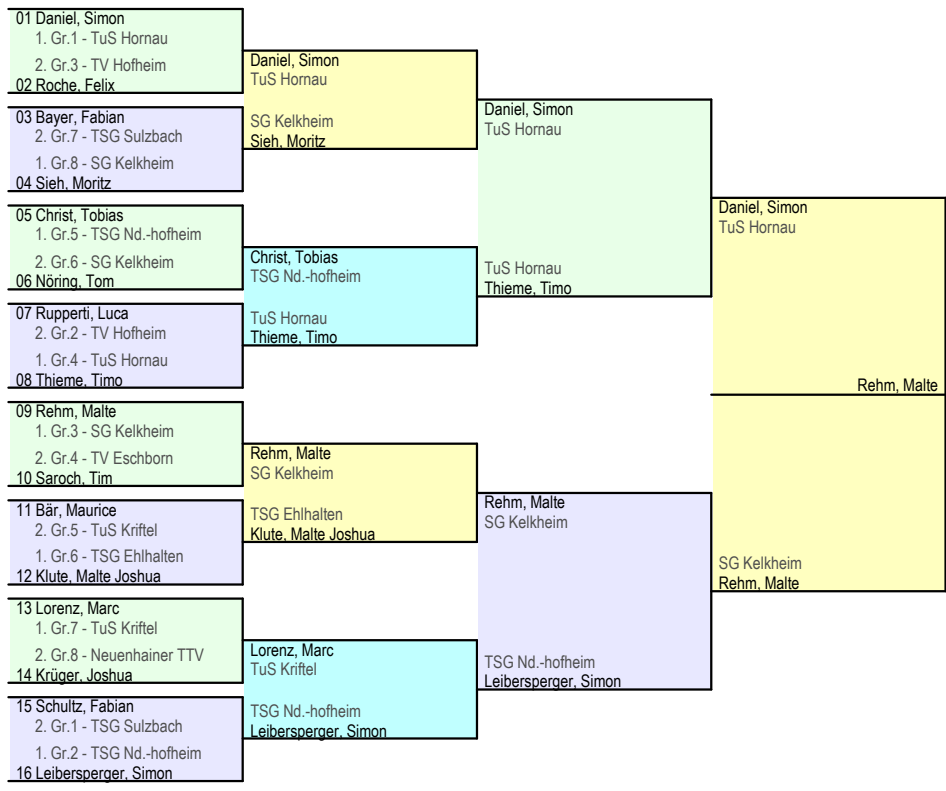 01 Daniel, Simon
1. Gr.1 - TuS Hornau
2. Gr.3 - TV Hofheim
02 Roche, Felix
03 Bayer, Fabian
2. Gr.7 - TSG Sulzbach
1. Gr.8 - SG Kelkheim
04 Sieh, Moritz
05 Christ, Tobias
1. Gr.5 - TSG Nd.-hofheim
2. Gr.6 - SG Kelkheim
06 Nöring, Tom
07 Rupperti, Luca
2. Gr.2 - TV Hofheim
1. Gr.4 - TuS Hornau
08 Thieme, Timo
09 Rehm, Malte
1. Gr.3 - SG Kelkheim
2. Gr.4 - TV Eschborn
10 Saroch, Tim
11 Bär, Maurice
2. Gr.5 - TuS Kriftel
1. Gr.6 - TSG Ehlhalten
12 Klute, Malte Joshua
13 Lorenz, Marc
1. Gr.7 - TuS Kriftel
2. Gr.8 - Neuenhainer TTV
14 Krüger, Joshua
15 Schultz, Fabian
2. Gr.1 - TSG Sulzbach
1. Gr.2 - TSG Nd.-hofheim
16 Leibersperger, Simon
Daniel, Simon
TuS Hornau
SG Kelkheim
Sieh, Moritz
Christ, Tobias
TSG Nd.-hofheim
TuS Hornau
Thieme, Timo
Rehm, Malte
SG Kelkheim
TSG Ehlhalten
Klute, Malte Joshua
Lorenz, Marc
TuS Kriftel
TSG Nd.-hofheim
Leibersperger, Simon
Daniel, Simon
TuS Hornau
TuS Hornau
Thieme, Timo
Rehm, Malte
SG Kelkheim
TSG Nd.-hofheim
Leibersperger, Simon
Daniel, Simon
TuS Hornau
Rehm, Malte
SG Kelkheim
Rehm, Malte